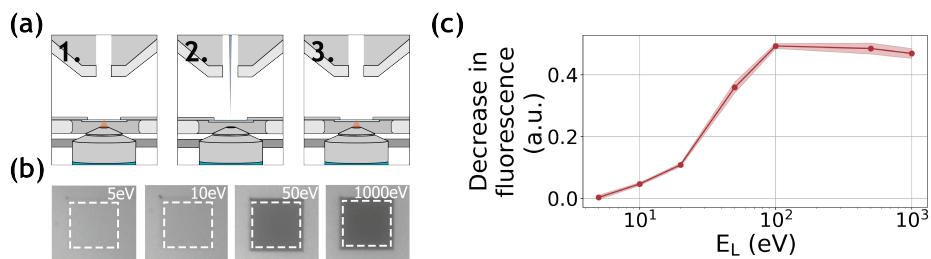 (a)
1. 2. 3.
(b)
5eV 10eV 50eV 1000eV
(c)
Decrease in
fluorescence
(a.u.)
0.4
0.2
0.0
10¹ 10² 10³
E_L (eV)